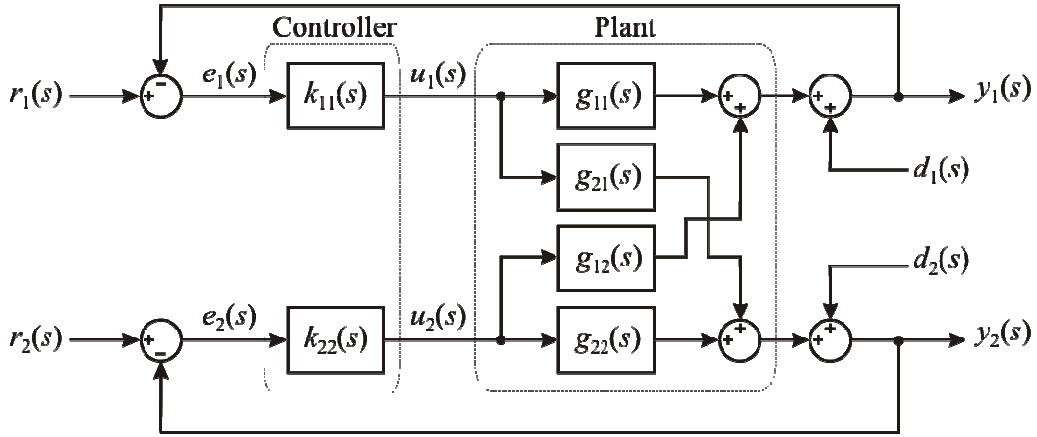 Controller Plant
r₁(s) e₁(s) k₁₁(s) u₁(s) g₁₁(s) y₁(s)
g₂₁(s) d₁(s)
g₁₂(s) d₂(s)
r₂(s) e₂(s) k₂₂(s) u₂(s) g₂₂(s) y₂(s)